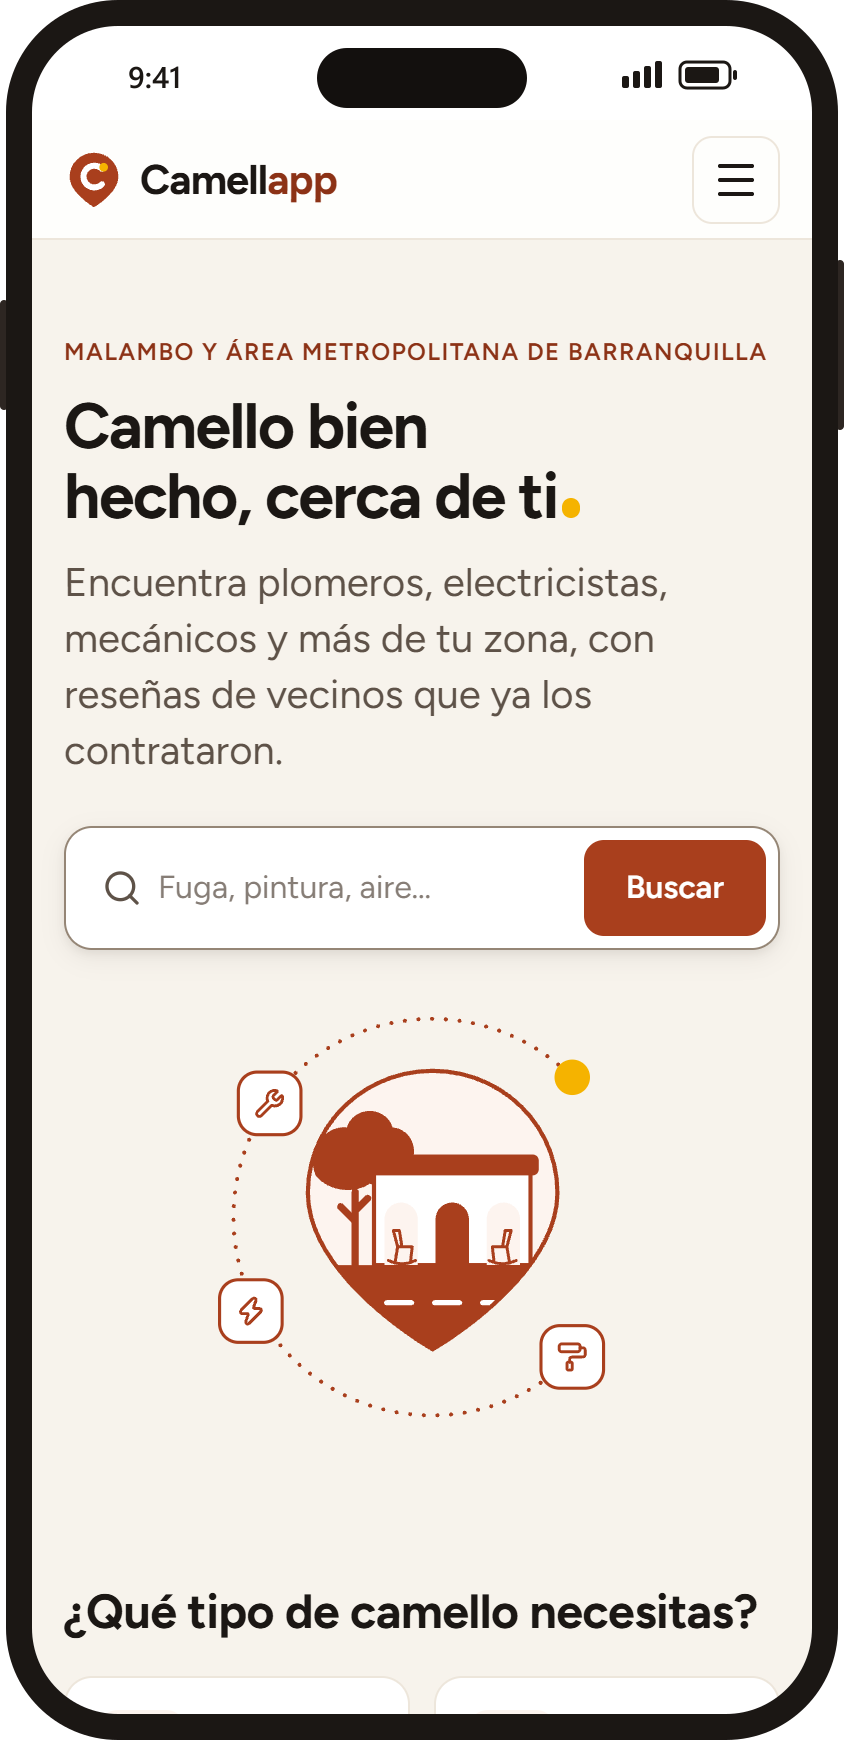 9:41
Camellapp
MALAMBO Y ÁREA METROPOLITANA DE BARRANQUILLA
Camello bien
hecho, cerca de ti.
Encuentra plomeros, electricistas,
mecánicos y más de tu zona, con
reseñas de vecinos que ya los
contrataron.
Fuga, pintura, aire...
Buscar
¿Qué tipo de camello necesitas?